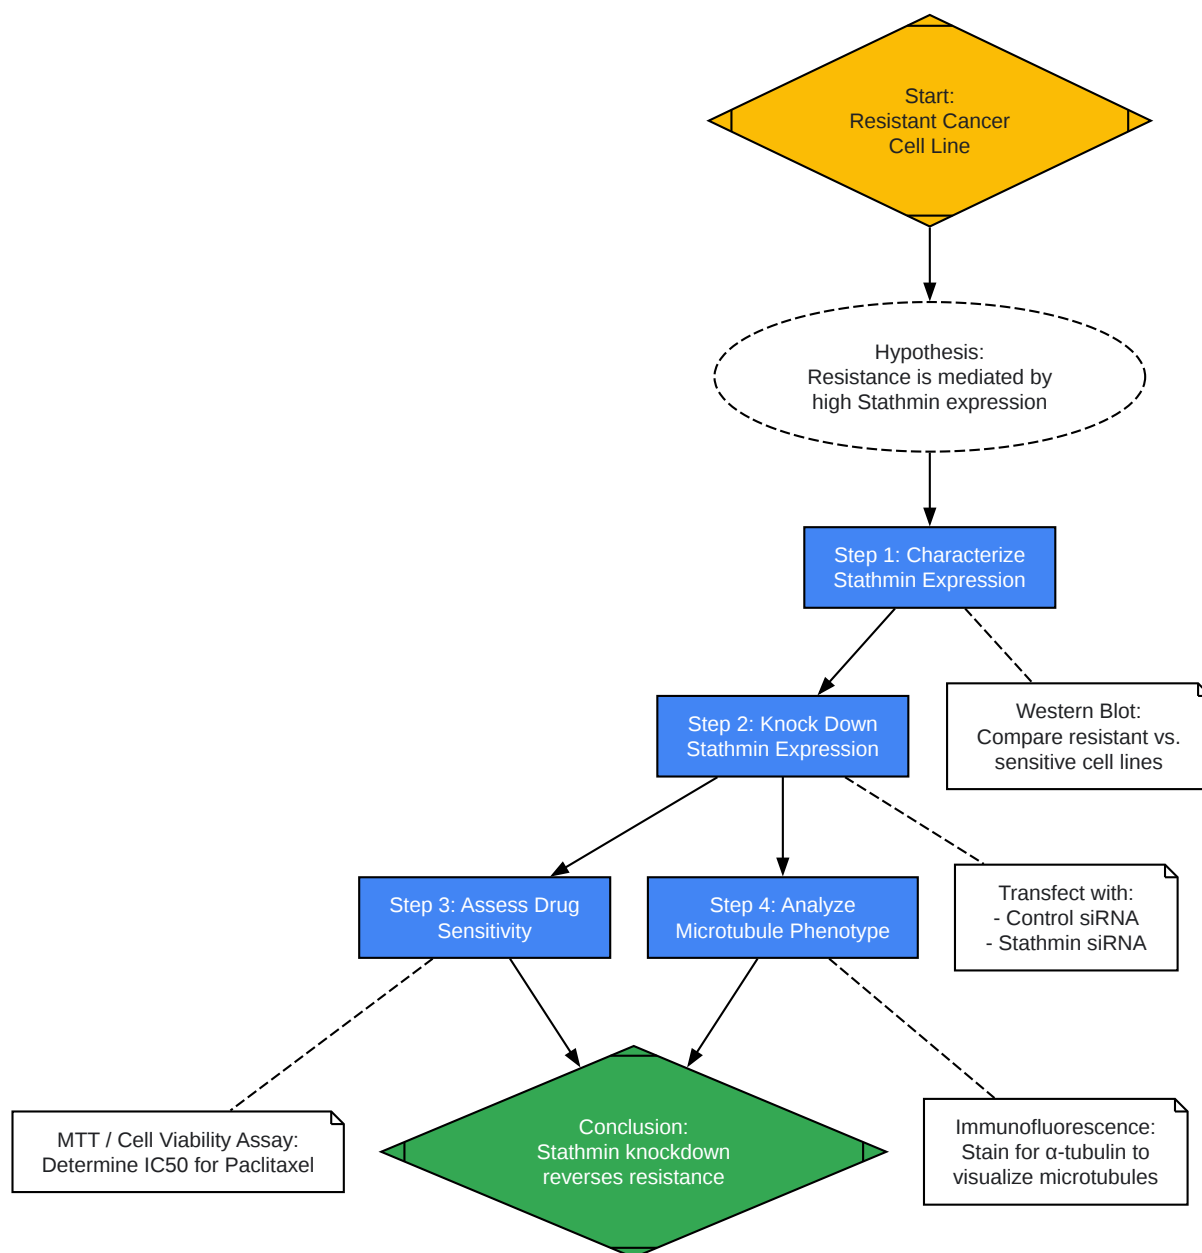 Start:
Resistant Cancer
Cell Line
Hypothesis:
Resistance is mediated by
high Stathmin expression
Step 1: Characterize
Stathmin Expression
Step 2: Knock Down
Stathmin Expression
Western Blot:
Compare resistant vs.
sensitive cell lines
Step 3: Assess Drug
Sensitivity
Step 4: Analyze
Microtubule Phenotype
Transfect with:
- Control siRNA
- Stathmin siRNA
MTT / Cell Viability Assay:
Determine IC50 for Paclitaxel
Conclusion:
Stathmin knockdown
reverses resistance
Immunofluorescence:
Stain for α-tubulin to
visualize microtubules